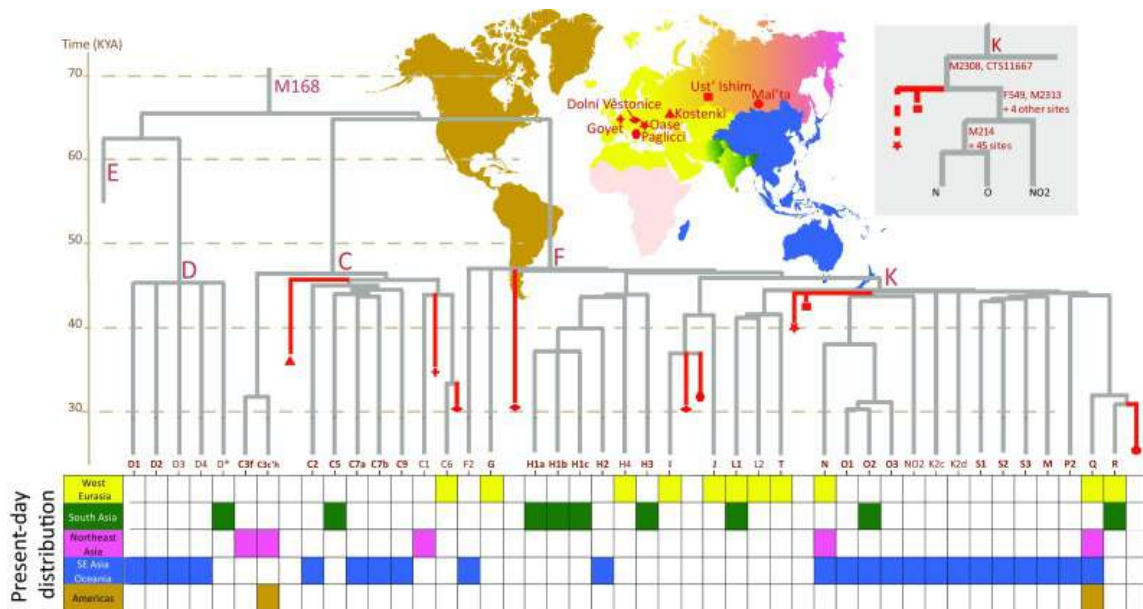 Time (KYA)
70
60
50
40
30
M168
E
D
C
F
K
Ust' Ishim
Mal'ta
Dolní Věstonice
Kostenki
Goyet
Oase
Paglicci
K
M2308, CTS11667
F549, M2313
+ 4 other sites
M214
+ 45 sites
N O NO2
D1 D2 D3 D4 D* C3f C3c'h C2 C5 C7a C7b C9 C1 C6 F2 G H1a H1b H1c H2 H4 H3 I J L1 L2 T N O1 O2 O3 NO2 K2c K2d S1 S2 S3 M P2 Q R
Present-day
distribution
West
Eurasia
South Asia
Northeast
Asia
SE Asia
Oceania
Americas